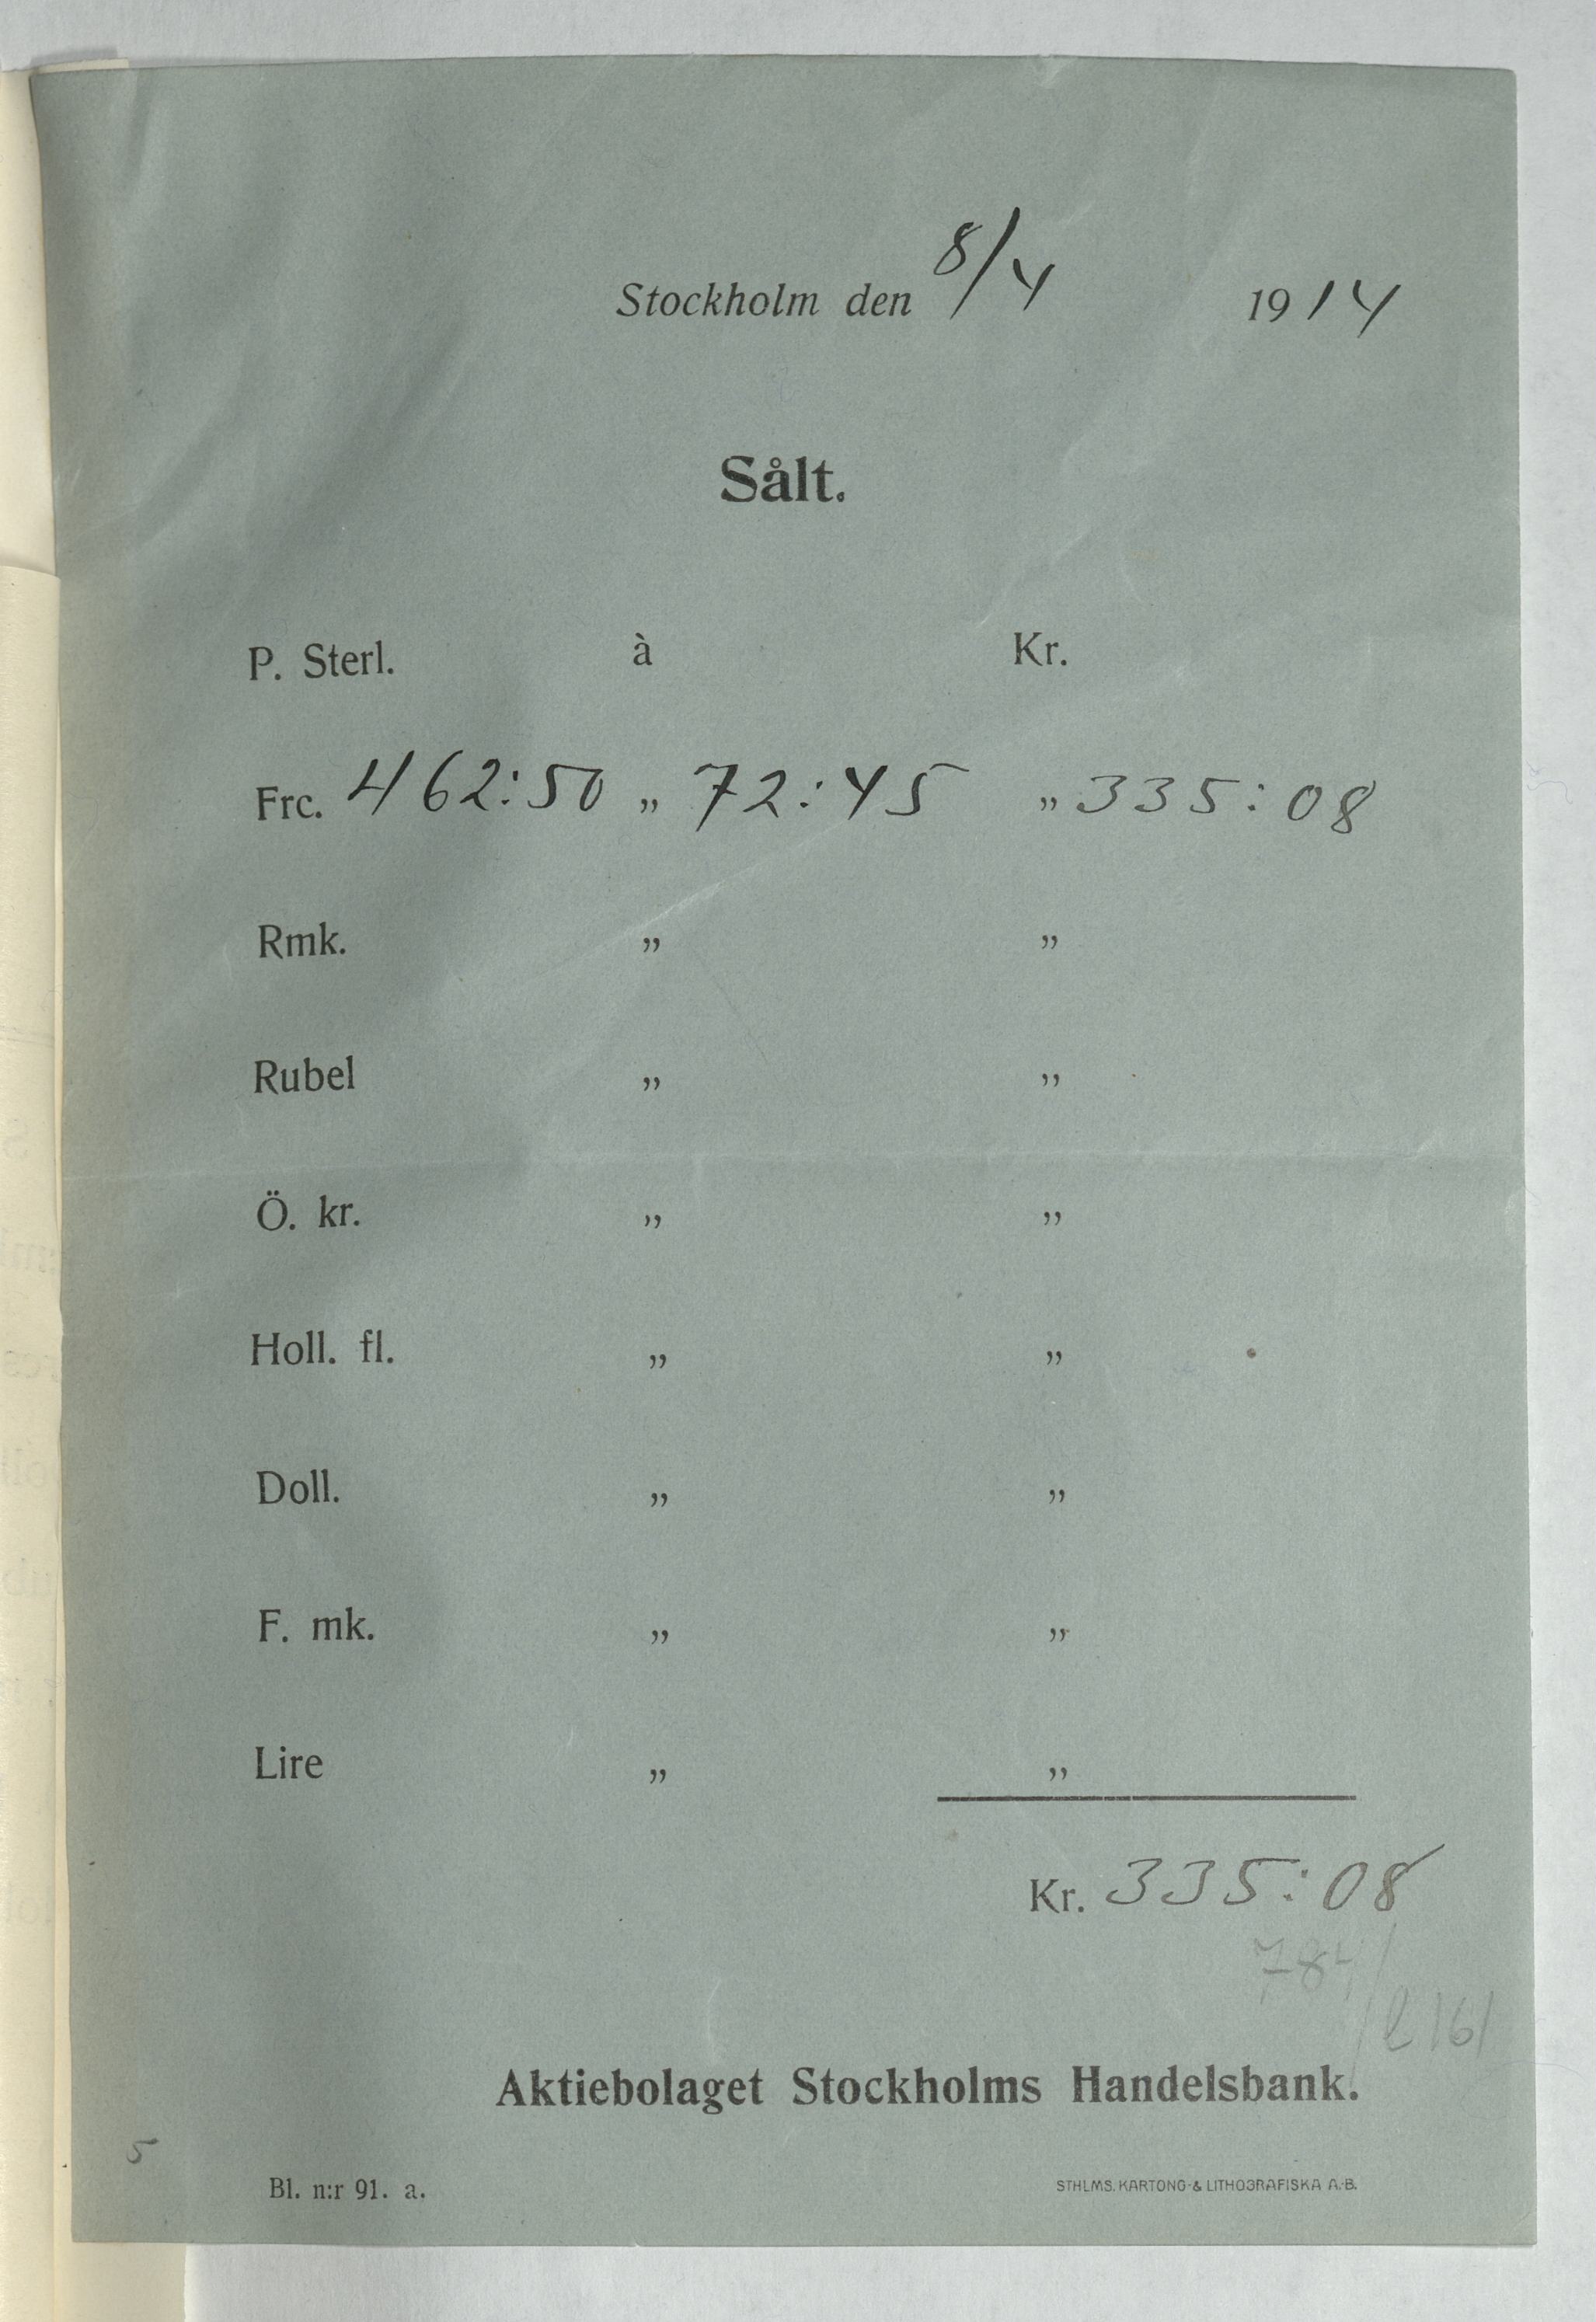 Stockholm den 8/4 1914
Sålt.
P. Sterl. à Kr.
Frc. 462:50 „ 72:45 „ 335:08
Rmk. „ „
Rubel „ „
Ö. kr. „ „
Holl. fl. „ „
Doll. „ „
F. mk. „ „
Lire „ „
Kr. 335:08
Aktiebolaget Stockholms Handelsbank.
5
Bl. n:r 91. a. STHLMS. KARTONG- & LITHOGRAFISKA A.-B.